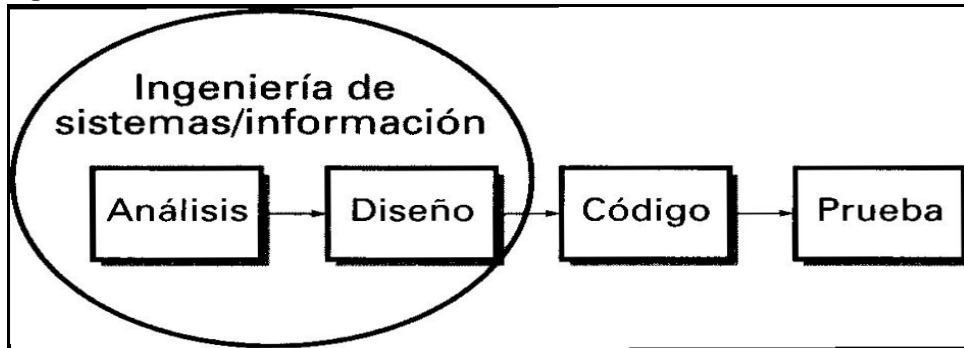 Ingeniería de
sistemas/información
Análisis
Diseño
Código
Prueba